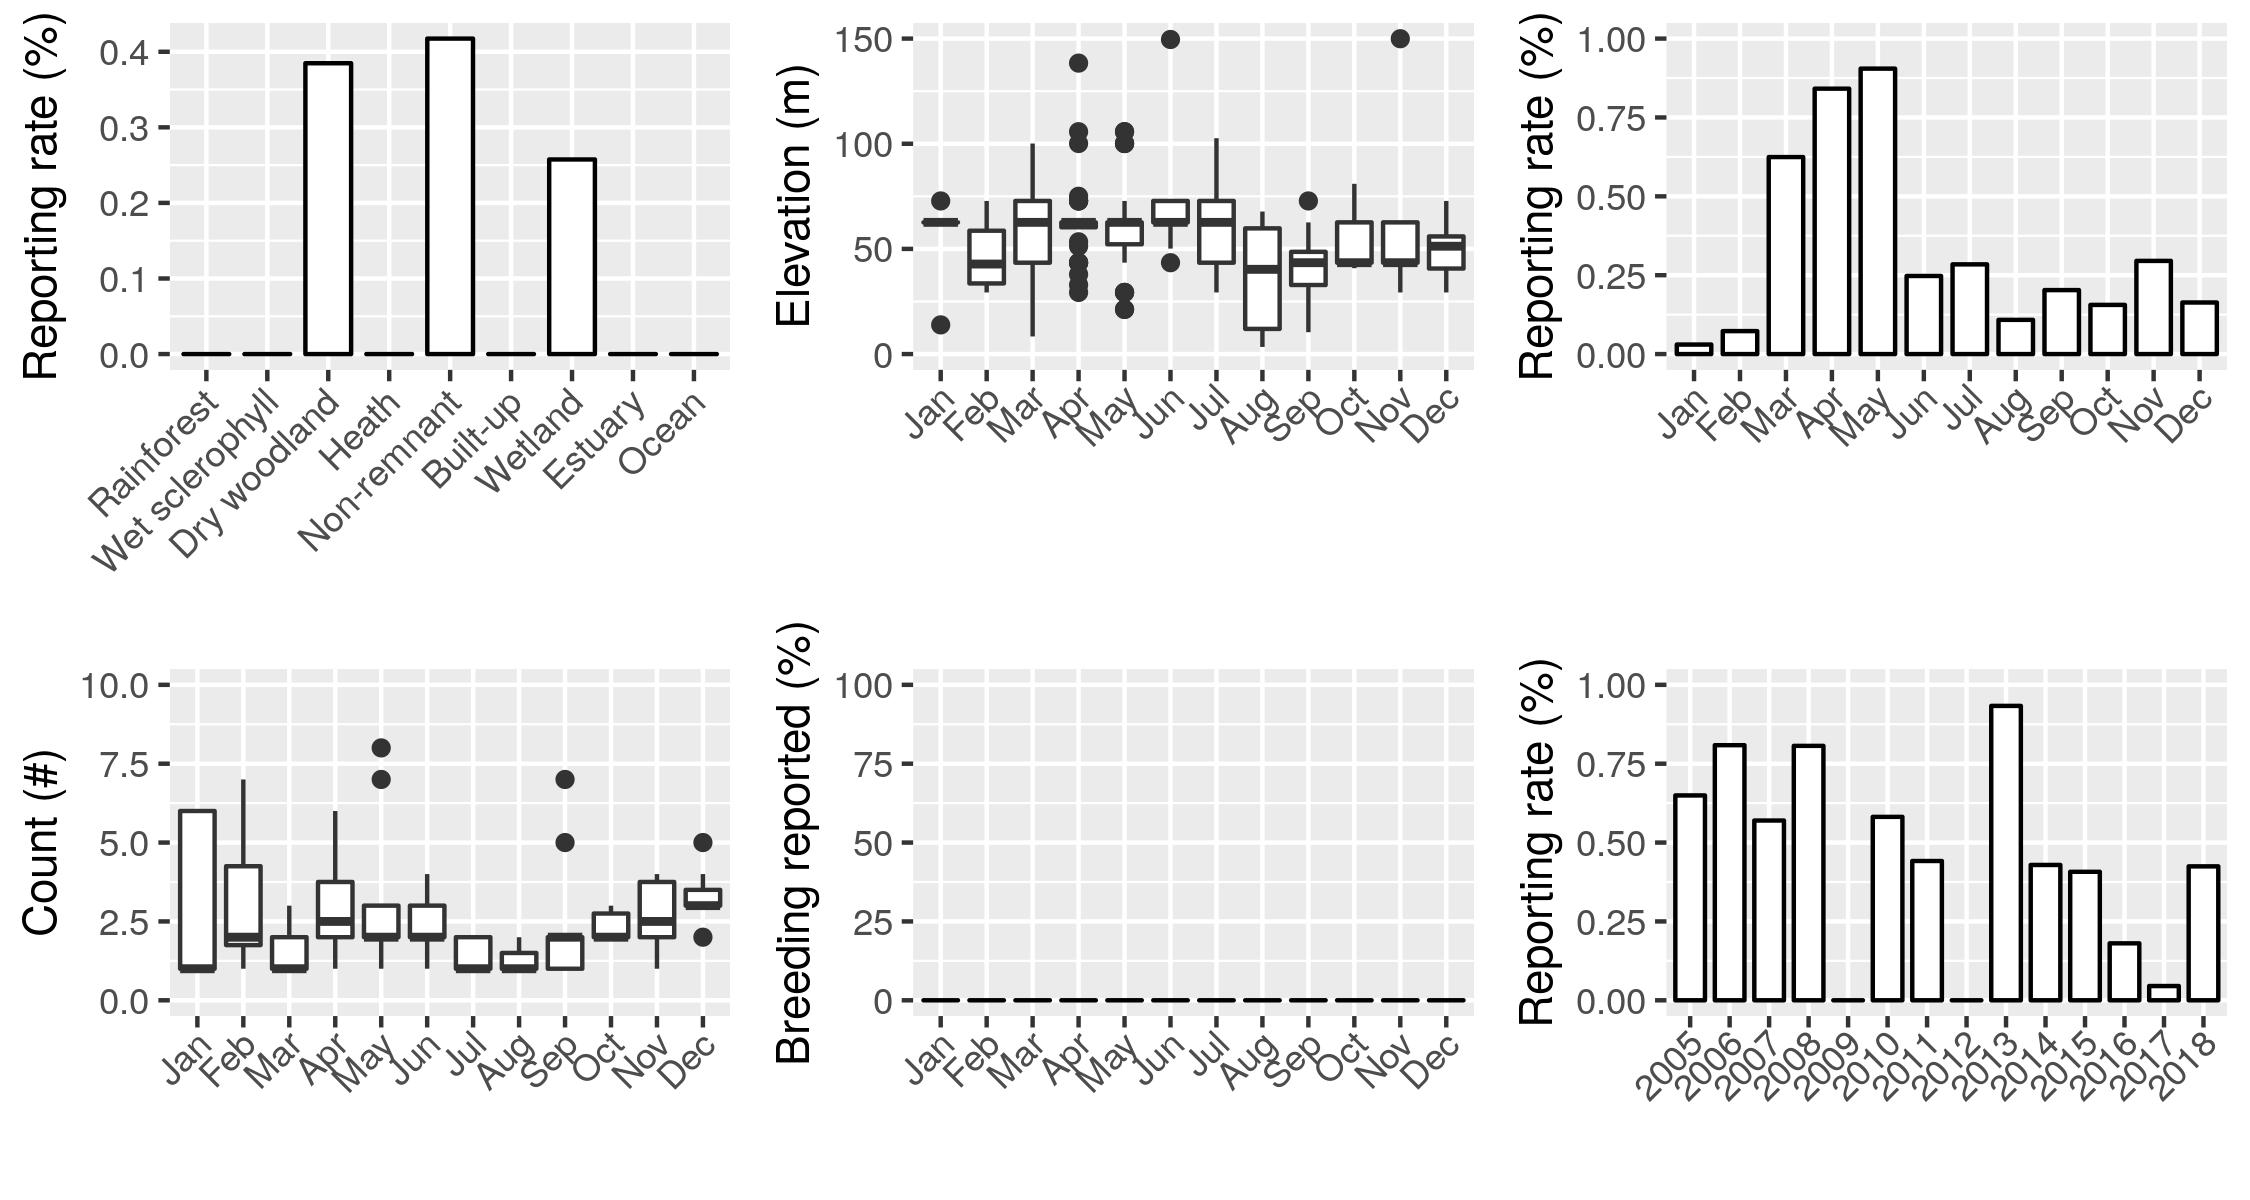 Reporting rate (%)
0.4
0.3
0.2
0.1
0.0
Rainforest
Wet sclerophyll
Dry woodland
Heath
Non-remnant
Built-up
Wetland
Estuary
Ocean
Elevation (m)
150
100
50
0
Jan
Feb
Mar
Apr
May
Jun
Jul
Aug
Sep
Oct
Nov
Dec
Reporting rate (%)
1.00
0.75
0.50
0.25
0.00
Jan
Feb
Mar
Apr
May
Jun
Jul
Aug
Sep
Oct
Nov
Dec
Count (#)
10.0
7.5
5.0
2.5
0.0
Jan
Feb
Mar
Apr
May
Jun
Jul
Aug
Sep
Oct
Nov
Dec
Breeding reported (%)
100
75
50
25
0
Jan
Feb
Mar
Apr
May
Jun
Jul
Aug
Sep
Oct
Nov
Dec
Reporting rate (%)
1.00
0.75
0.50
0.25
0.00
2005
2006
2007
2008
2009
2010
2011
2012
2013
2014
2015
2016
2017
2018